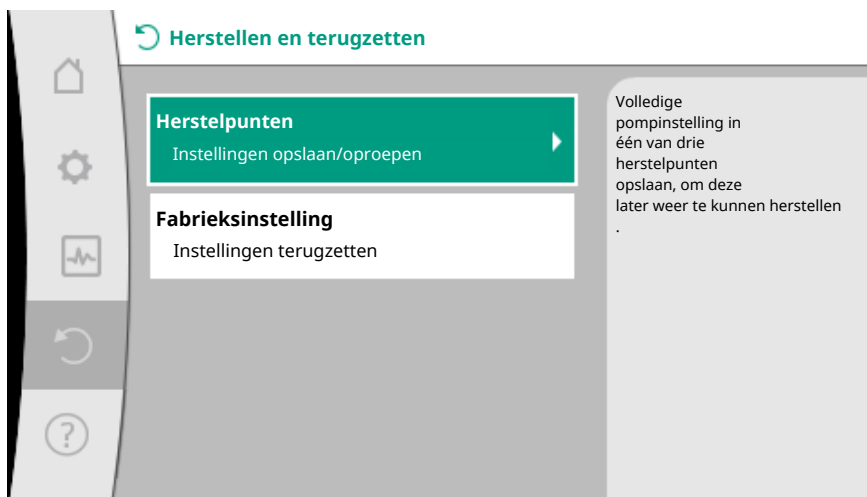 Herstellen en terugzetten
Herstelpunten
Instellingen opslaan/oproepen
Fabrieksinstelling
Instellingen terugzetten
Volledige
pompinstelling in
één van drie
herstelpunten
opslaan, om deze
later weer te kunnen herstellen
.
?